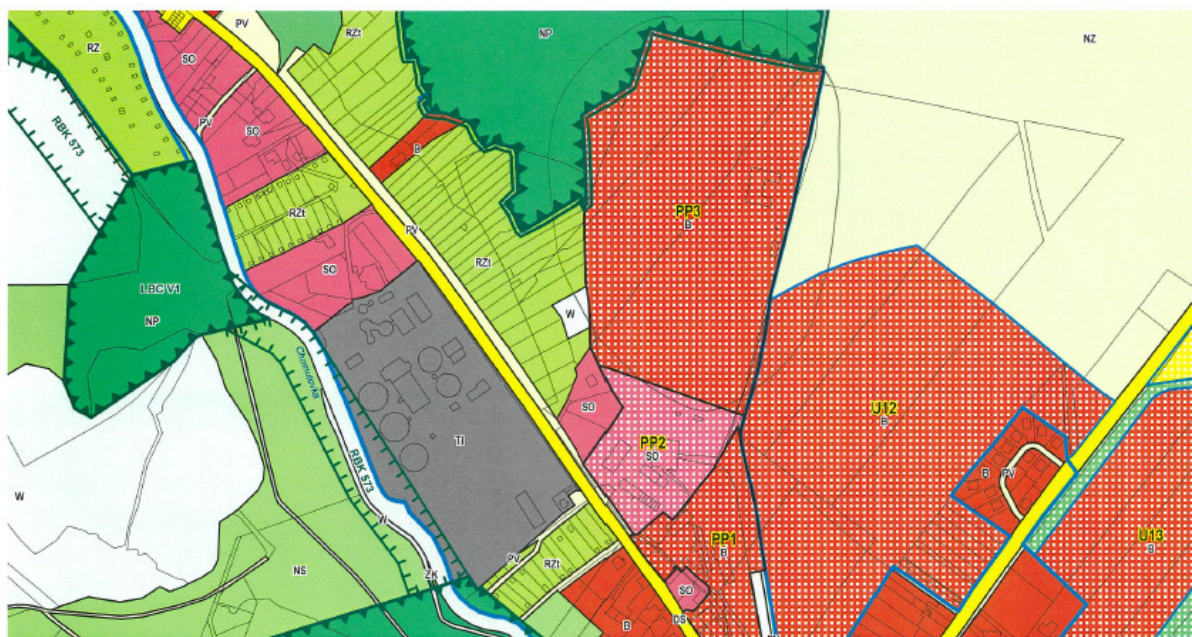 PV
RZt
NP
NZ
RZ
SO
RBK 573
PV
SO
B
PP3
B
RZt
PV
RZt
SO
LBC V1
NP
W
Chomutovka
U12
B
SO
PP2
SO
TI
B
PV
RBK 573
W
W
PP1
B
U13
B
PV
RZt
NS
ZK
SO
DS
B